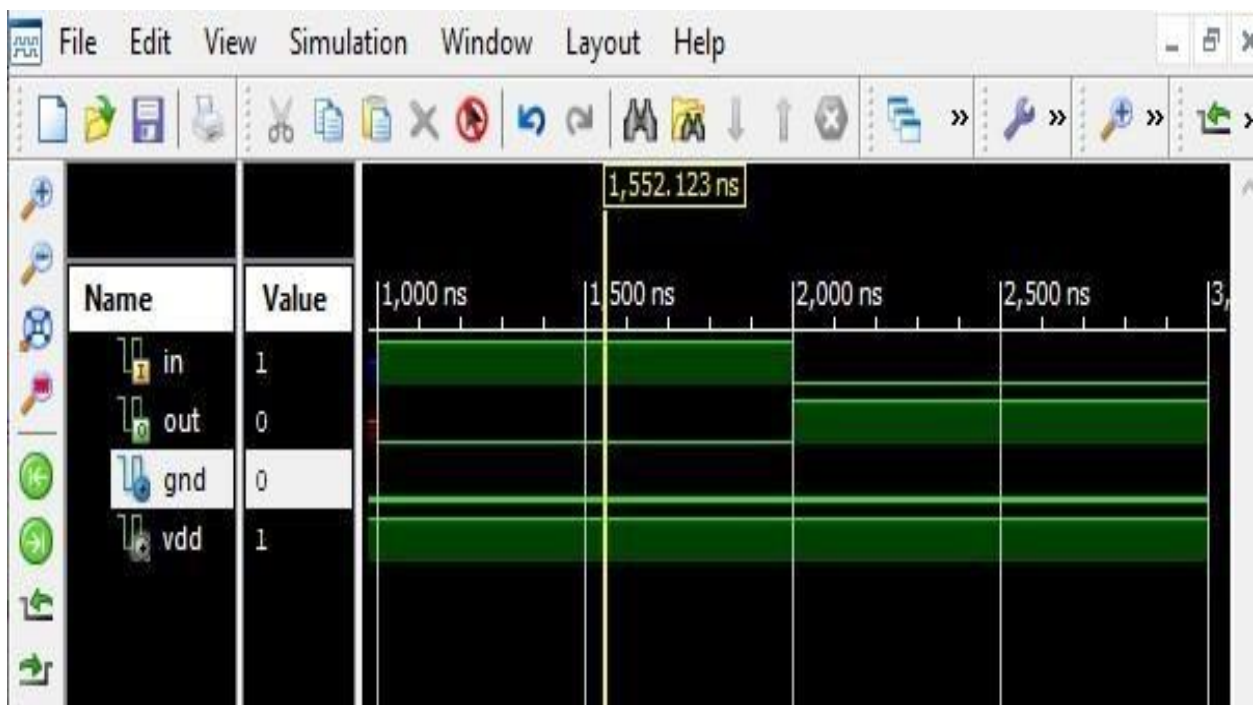 File Edit View Simulation Window Layout Help
» » » 
1,552.123 ns
Name Value 1,000 ns 1,500 ns 2,000 ns 2,500 ns 3,
in 1
out 0
gnd 0
vdd 1